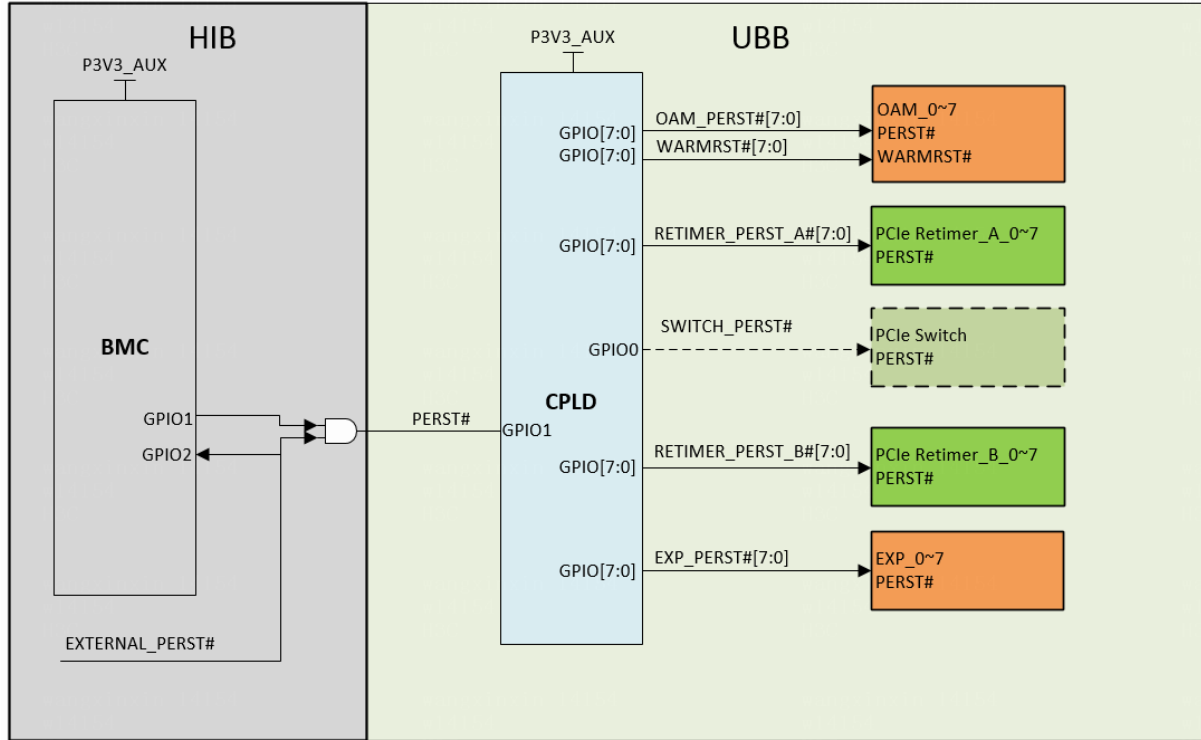 HIB
UBB
P3V3_AUX
P3V3_AUX
GPIO[7:0]
OAM_PERST#[7:0]
OAM_0~7
PERST#
GPIO[7:0]
WARMRST#[7:0]
WARMRST#
GPIO[7:0]
RETIMER_PERST_A#[7:0]
PCIe Retimer_A_0~7
PERST#
BMC
GPIO0
SWITCH_PERST#
PCIe Switch
PERST#
CPLD
GPIO1
GPIO2
PERST#
GPIO1
GPIO[7:0]
RETIMER_PERST_B#[7:0]
PCIe Retimer_B_0~7
PERST#
GPIO[7:0]
EXP_PERST#[7:0]
EXP_0~7
PERST#
EXTERNAL_PERST#